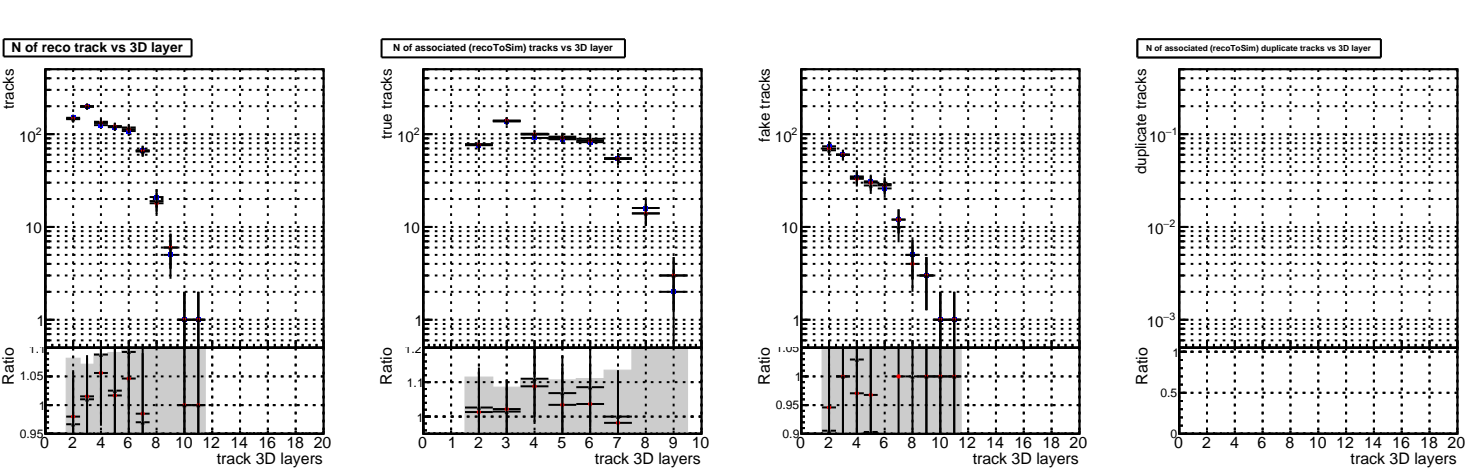 N of reco track vs 3D layer
N of associated (recoToSim) tracks vs 3D layer
N of associated (recoToSim) duplicate tracks vs 3D layer
tracks
10²
10
1
Ratio
1.1
1.05
1
0.95
0 2 4 6 8 10 12 14 16 18 20
track 3D layers
true tracks
10²
10
1
Ratio
1.2
1.1
1
0 1 2 3 4 5 6 7 8 9 10
track 3D layers
fake tracks
10²
10
1
Ratio
1.05
1
0.95
0.9
0 2 4 6 8 10 12 14 16 18 20
track 3D layers
duplicate tracks
10⁻¹
10⁻²
10⁻³
Ratio
1
0.5
0
0 2 4 6 8 10 12 14 16 18 20
track 3D layers